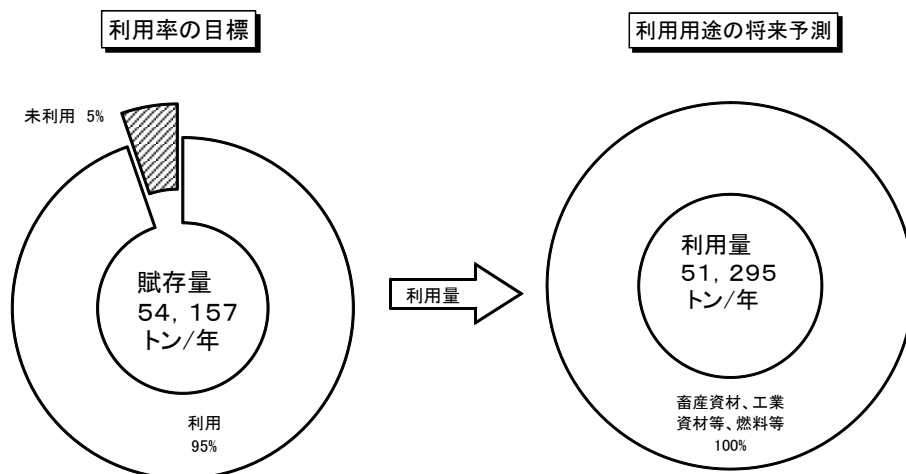 利用率の目標
未利用 5%
賦存量
54，157
トン/年
利用
95%
利用量
利用用途の将来予測
利用量
51，295
トン/年
畜産資材、工業
資材等、燃料等
100%